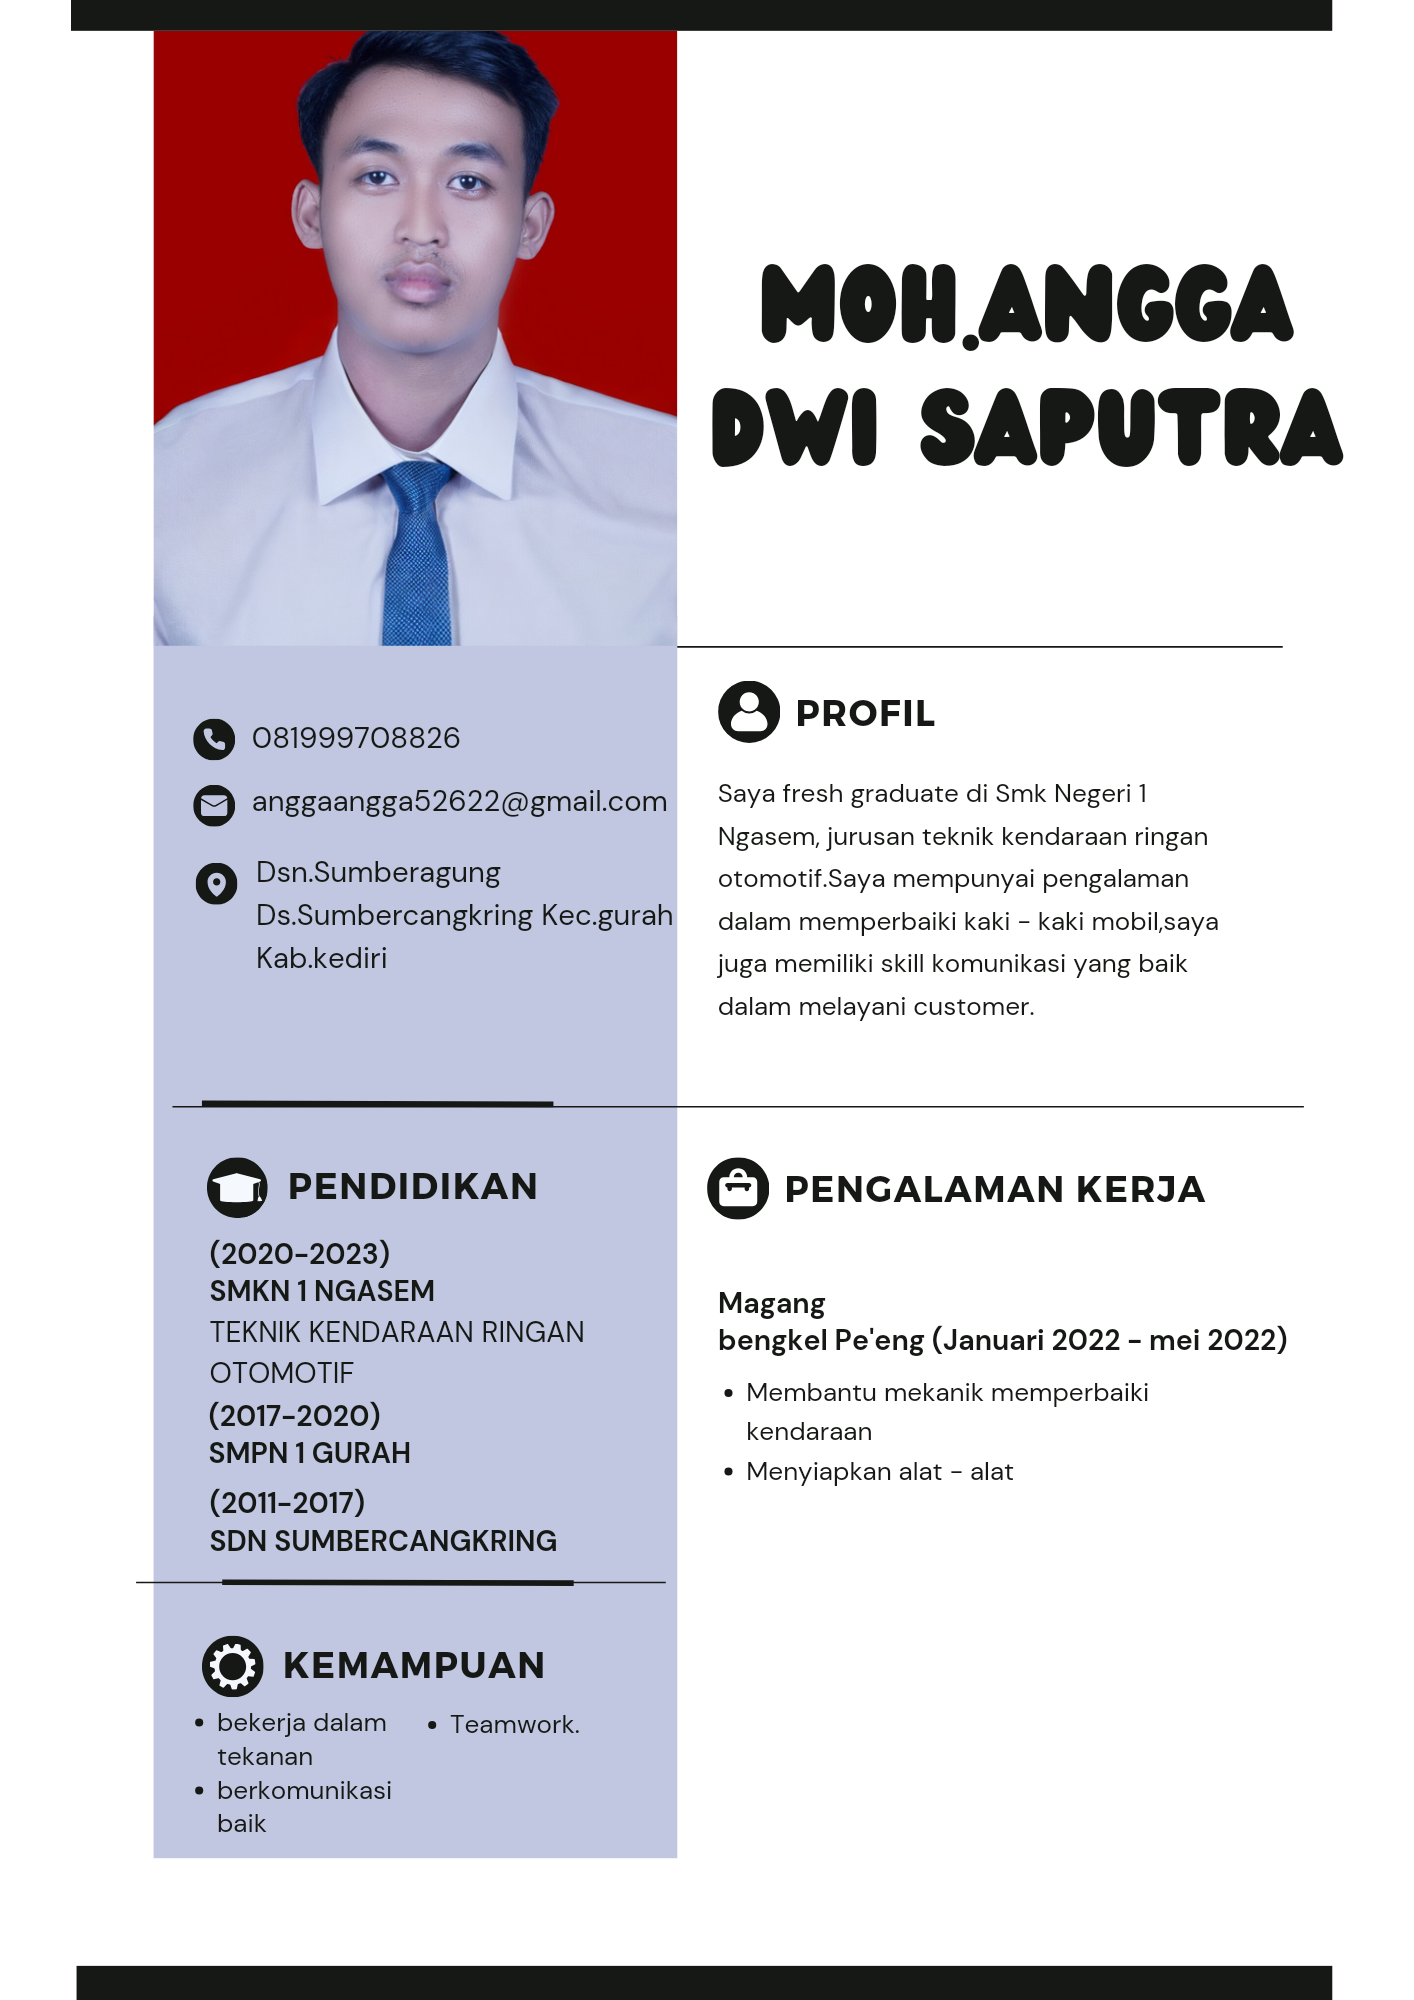 MOH.ANGGA
DWI SAPUTRA
081999708826
anggaangga52622@gmail.com
Dsn.Sumberagung
Ds.Sumbercangkring Kec.gurah
Kab.kediri
PROFIL
Saya fresh graduate di Smk Negeri 1
Ngasem, jurusan teknik kendaraan ringan
otomotif.Saya mempunyai pengalaman
dalam memperbaiki kaki - kaki mobil,saya
juga memiliki skill komunikasi yang baik
dalam melayani customer.
PENDIDIKAN
(2020-2023)
SMKN 1 NGASEM
TEKNIK KENDARAAN RINGAN
OTOMOTIF
(2017-2020)
SMPN 1 GURAH
(2011-2017)
SDN SUMBERCANGKRING
PENGALAMAN KERJA
Magang
bengkel Pe'eng (Januari 2022 - mei 2022)
• Membantu mekanik memperbaiki
kendaraan
• Menyiapkan alat - alat
KEMAMPUAN
• bekerja dalam
tekanan
• berkomunikasi
baik
• Teamwork.